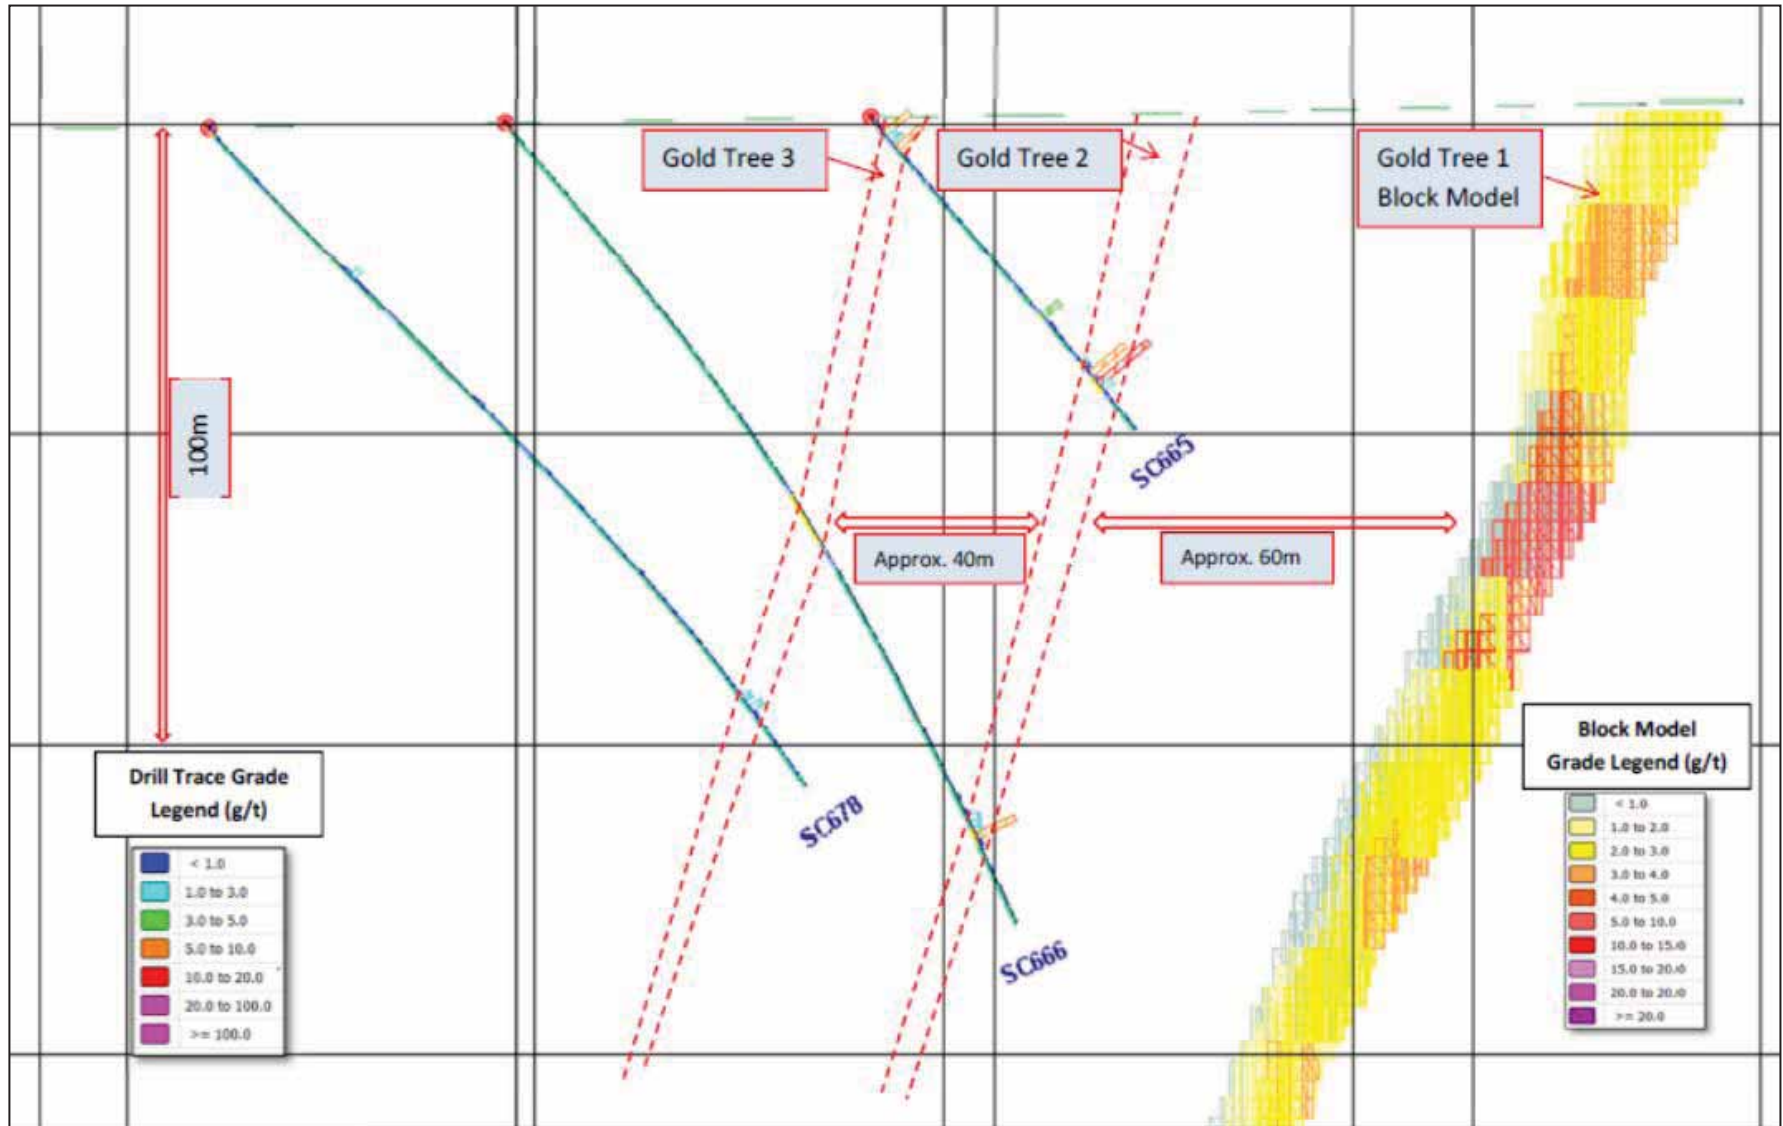 Gold Tree 3
Gold Tree 2
Gold Tree 1
Block Model
100m
SC665
Approx. 40m
Approx. 60m
SC678
SC666
Drill Trace Grade
Legend (g/t)
< 1.0
1.0 to 3.0
3.0 to 5.0
5.0 to 10.0
10.0 to 20.0
20.0 to 100.0
>= 100.0
Block Model
Grade Legend (g/t)
< 1.0
1.0 to 2.0
2.0 to 3.0
3.0 to 4.0
4.0 to 5.0
5.0 to 10.0
10.0 to 15.0
15.0 to 20.0
20.0 to 20.0
>= 20.0